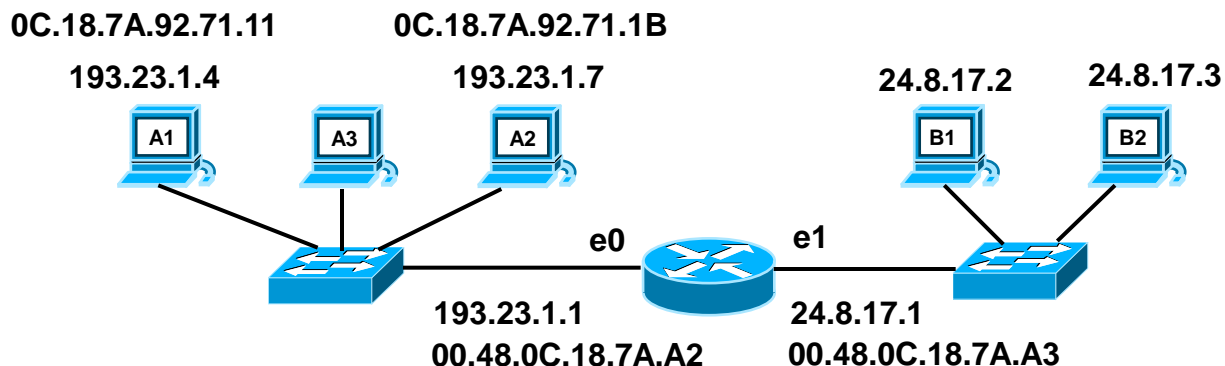 0C.18.7A.92.71.11 0C.18.7A.92.71.1B
193.23.1.4 193.23.1.7 24.8.17.2 24.8.17.3
A1 A3 A2 B1 B2
e0 e1
193.23.1.1 24.8.17.1
00.48.0C.18.7A.A2 00.48.0C.18.7A.A3